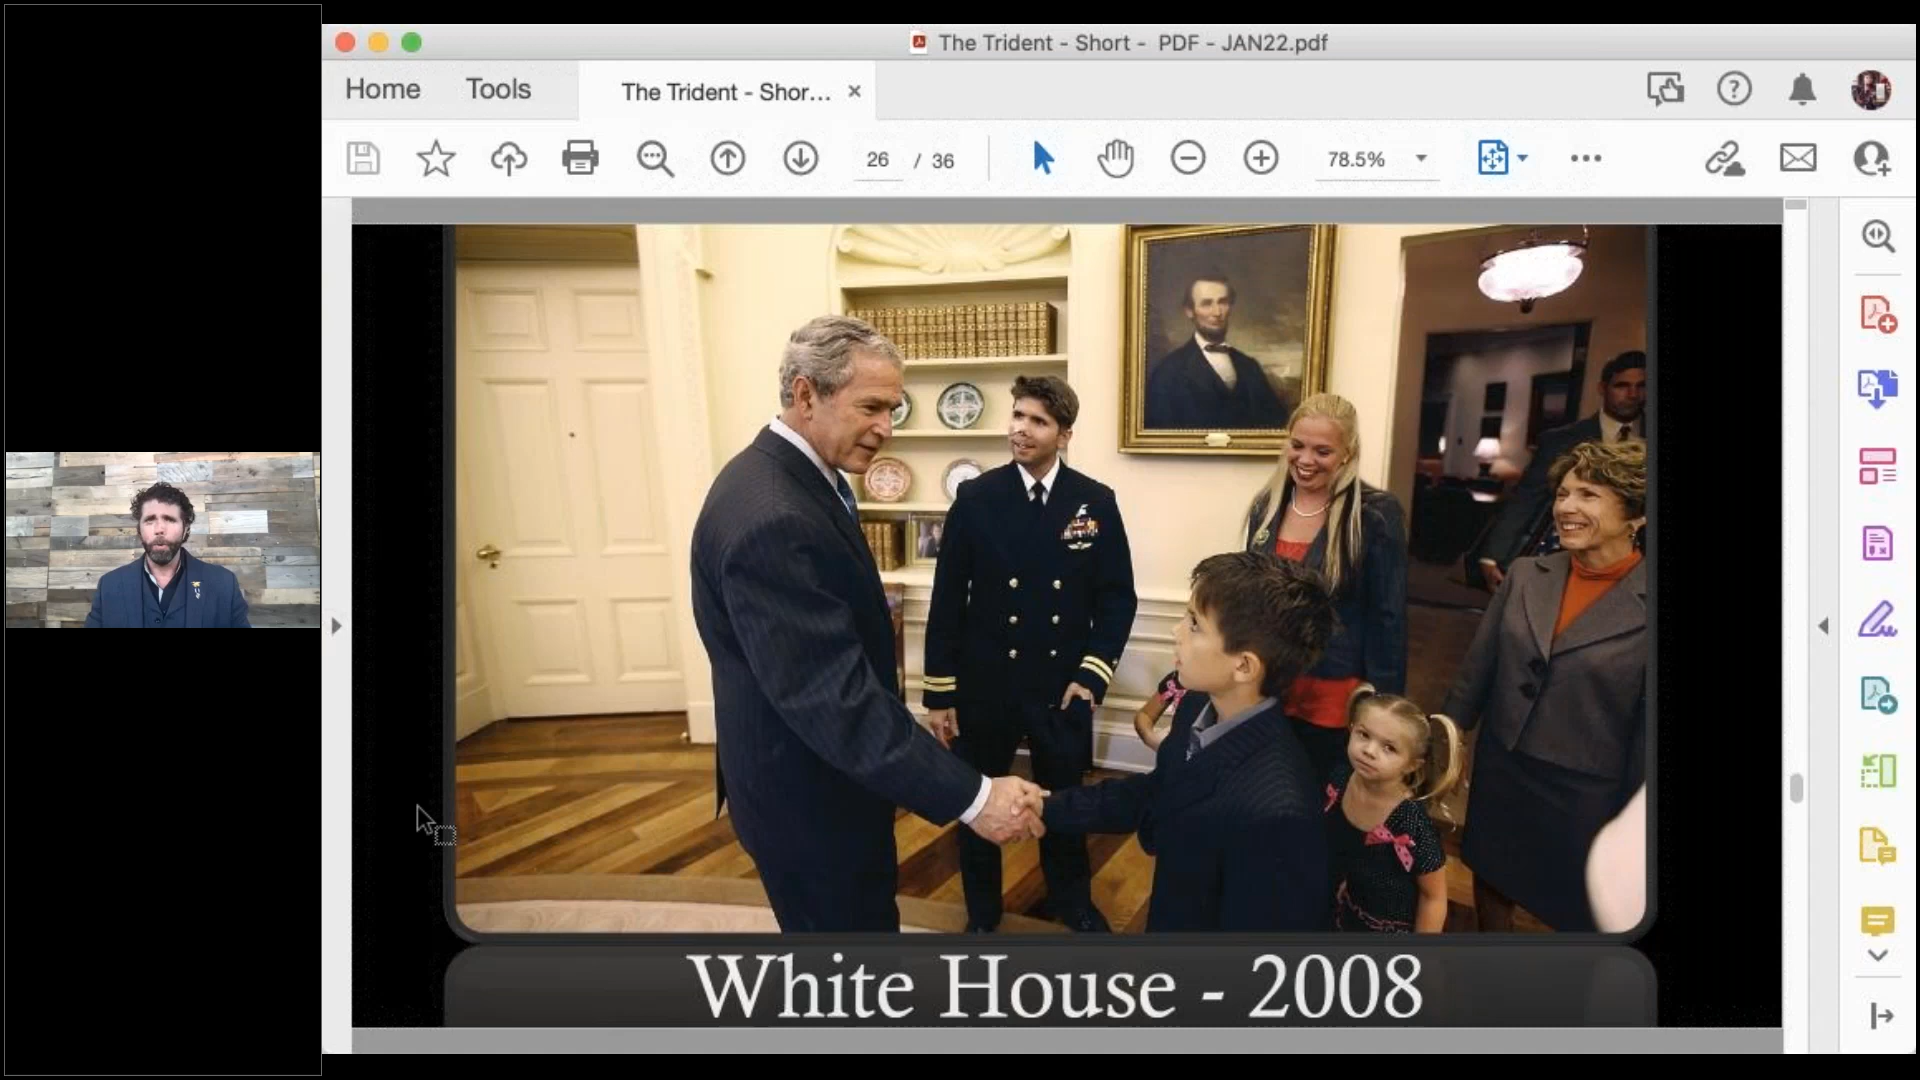 The Trident - Short - PDF - JAN22.pdf
Home Tools The Trident - Shor... ×
26 / 36 78.5%
White House - 2008